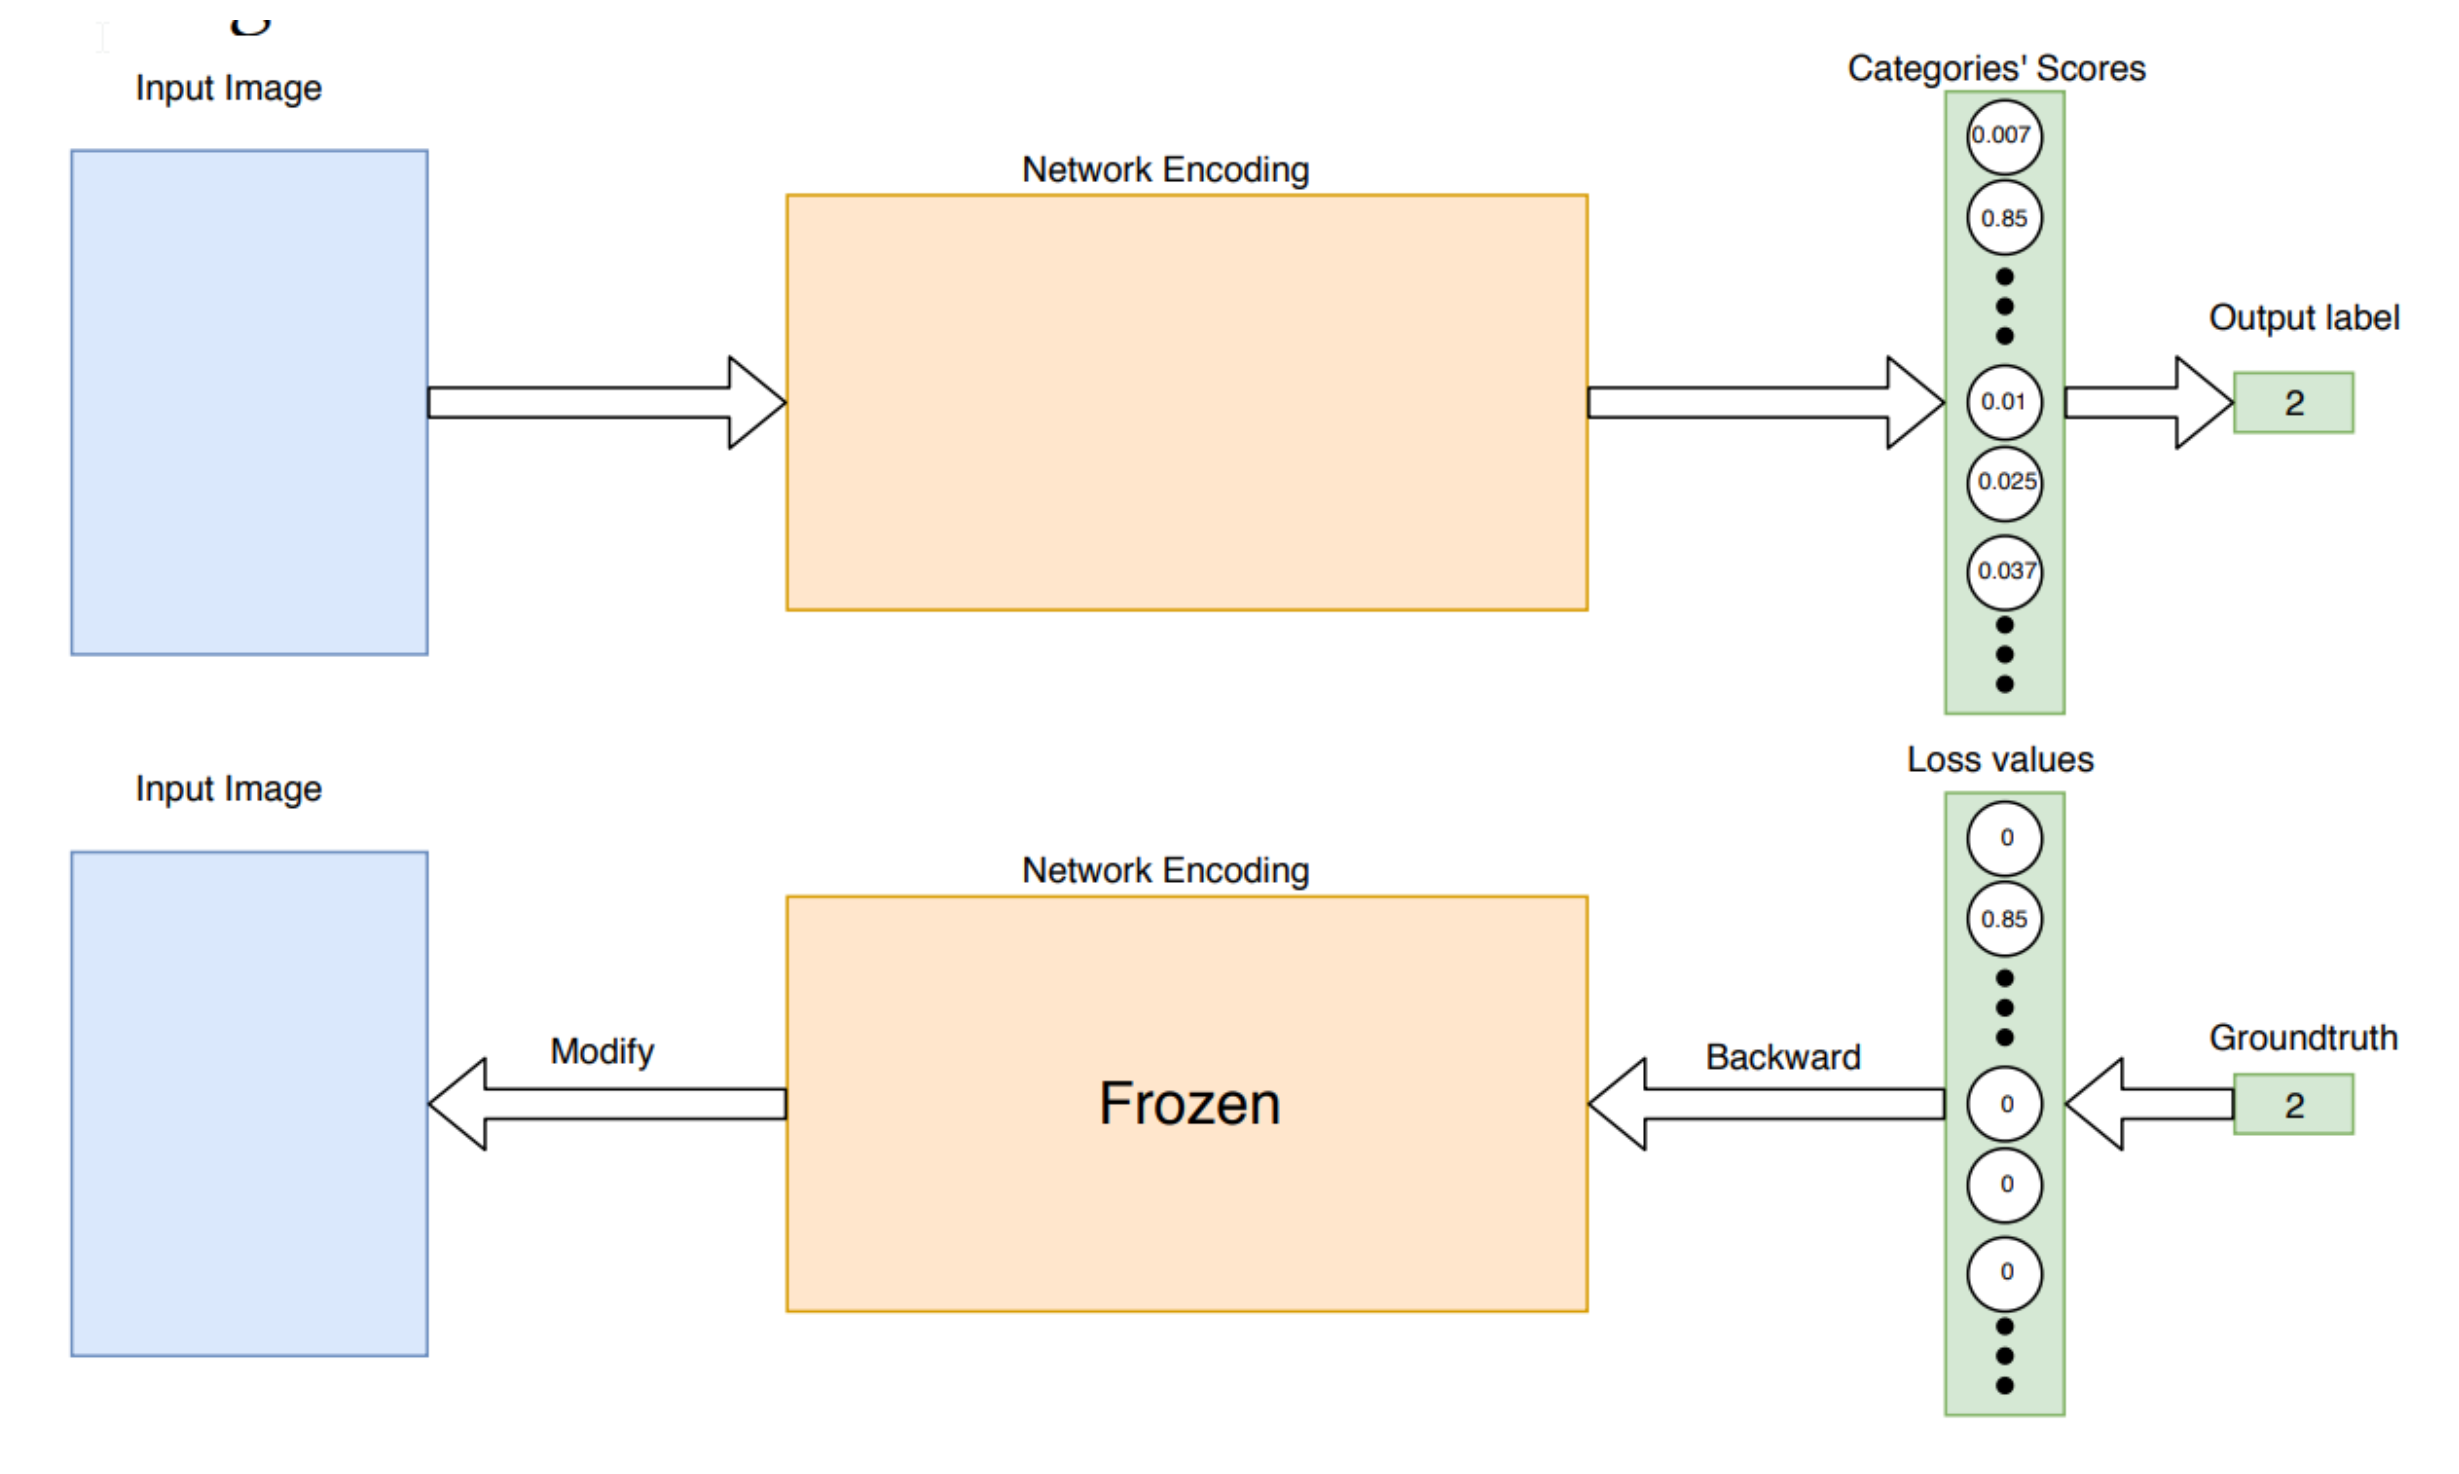 Input Image
Network Encoding
Categories' Scores
0.007
0.85
0.01
0.025
0.037
Output label
2
Input Image
Network Encoding
Frozen
Modify
Backward
Loss values
0
0.85
0
0
0
Groundtruth
2